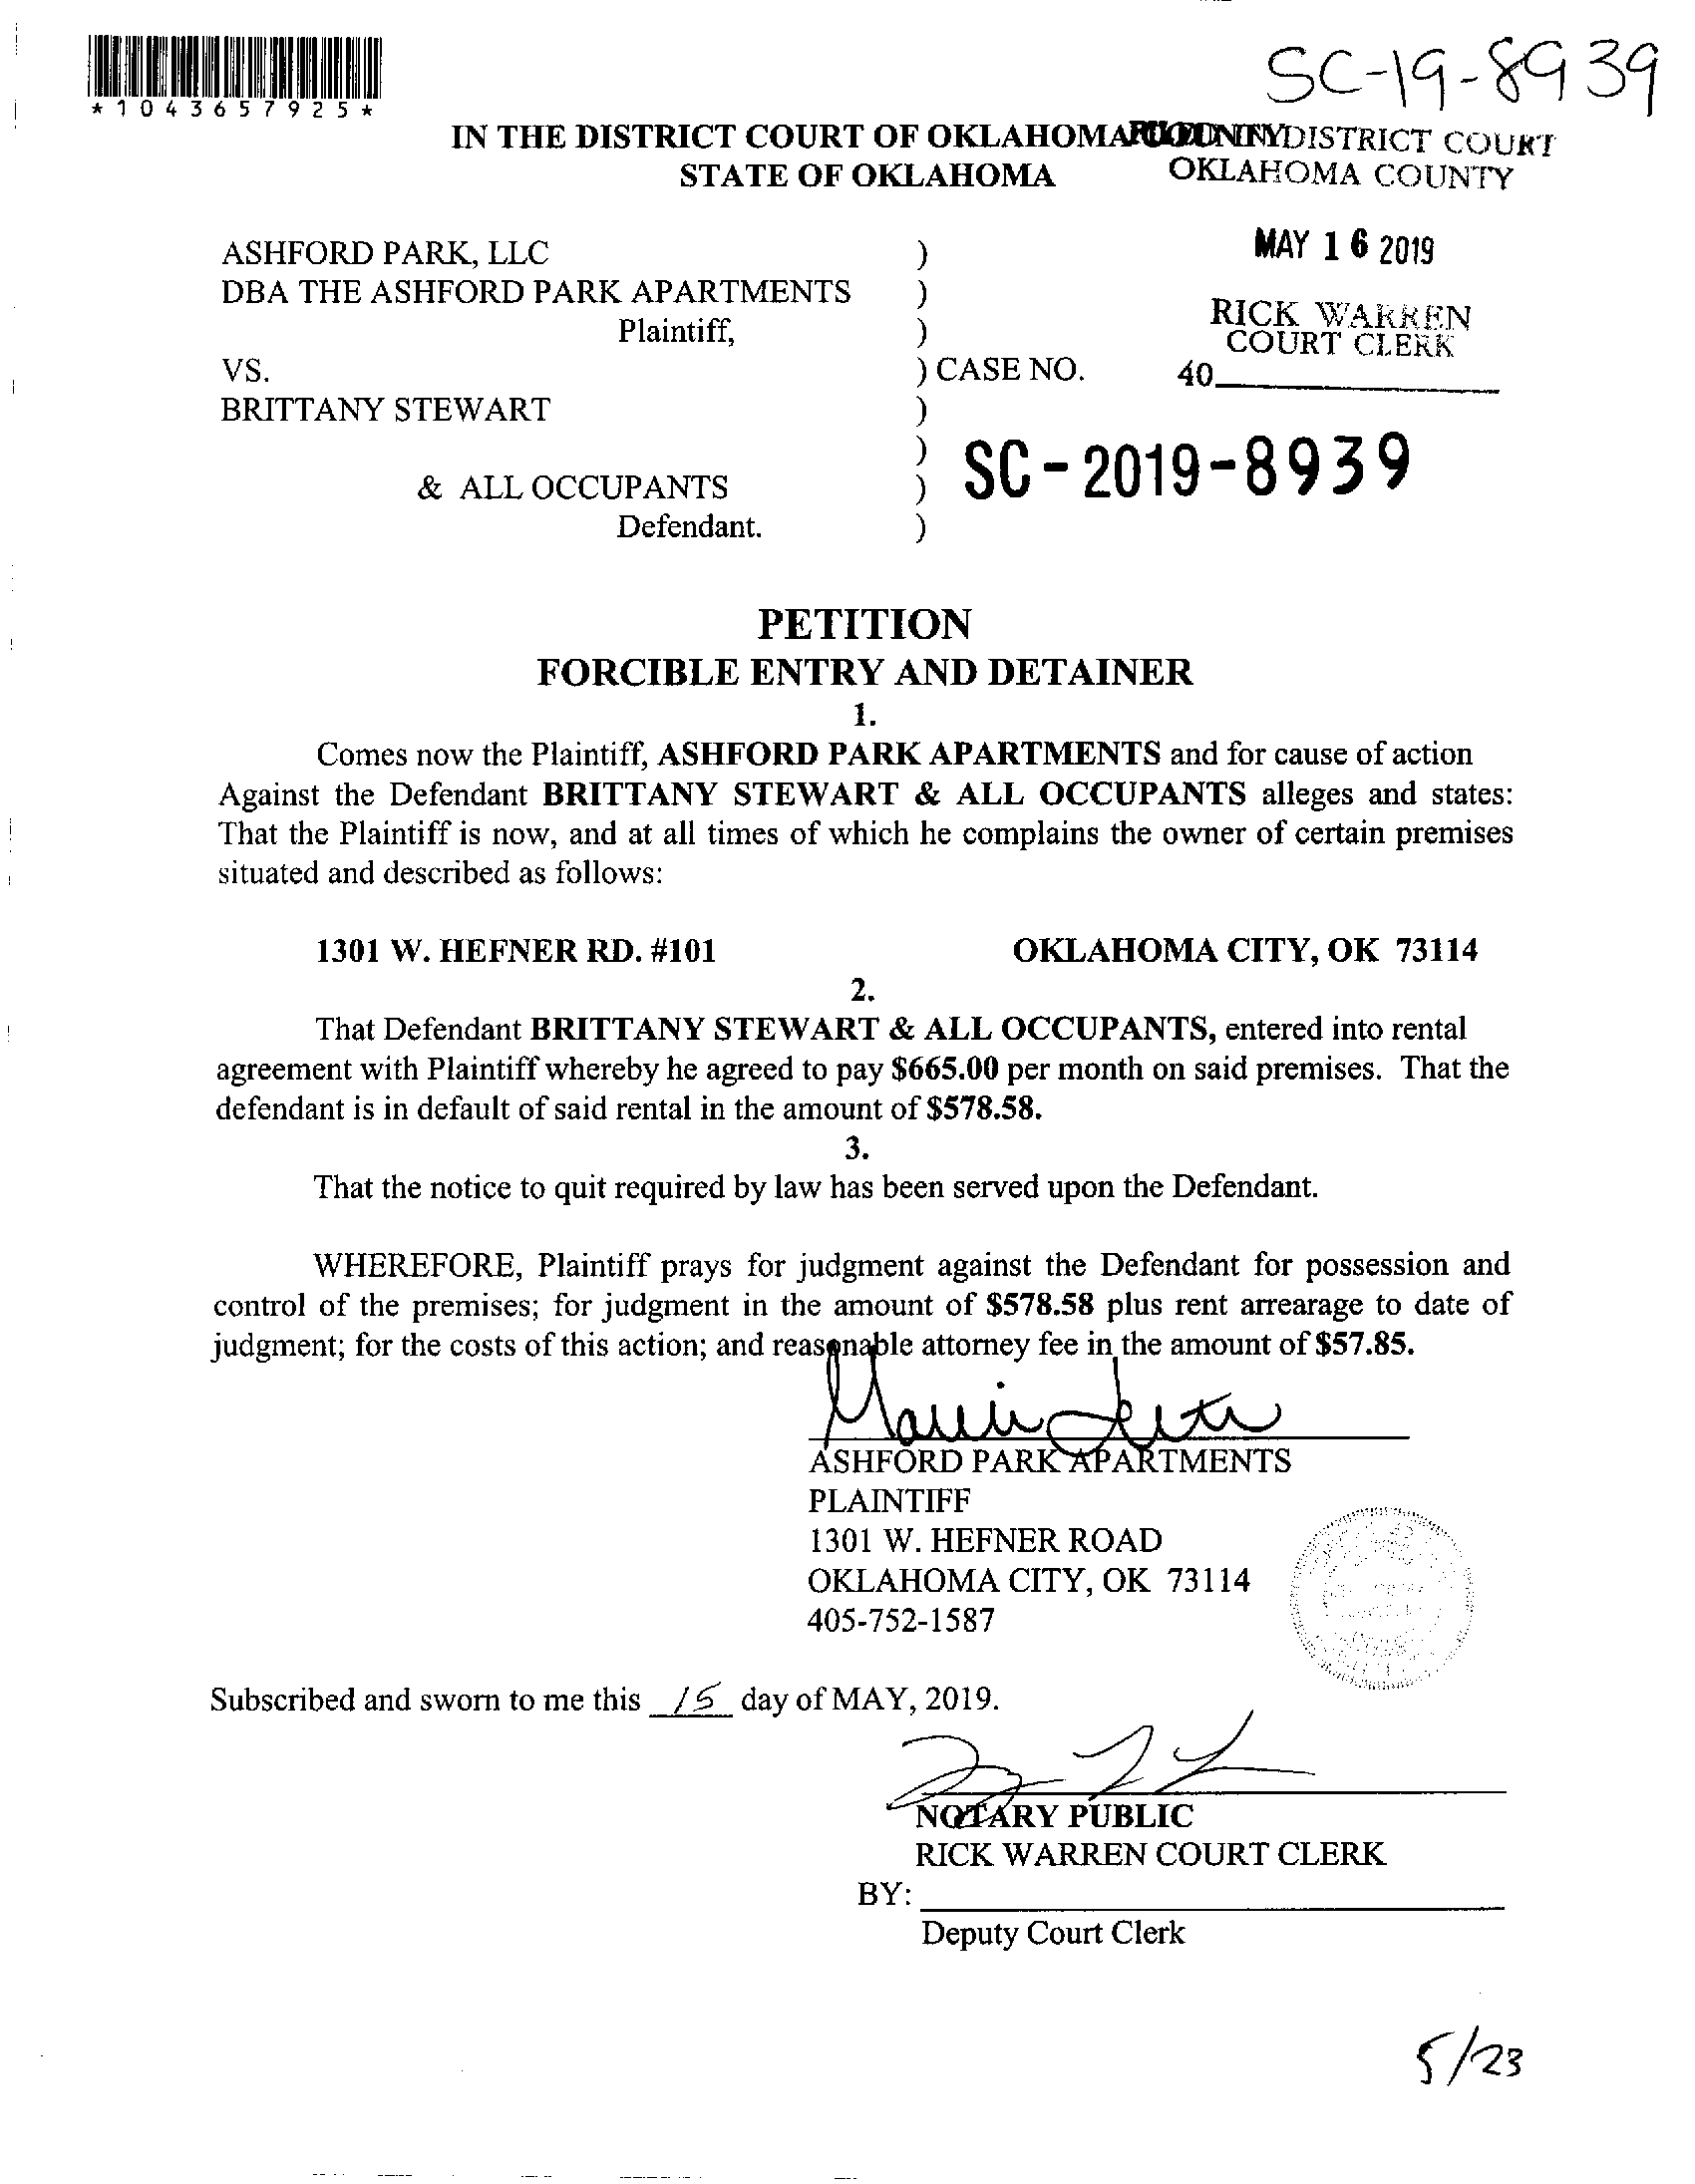 SC-19-8939
*1043657925*
IN THE DISTRICT COURT OF OKLAHOMA COUNTY
STATE OF OKLAHOMA
FILED IN DISTRICT COURT
OKLAHOMA COUNTY
MAY 16 2019
RICK WARREN
COURT CLERK
40
ASHFORD PARK, LLC )
DBA THE ASHFORD PARK APARTMENTS )
Plaintiff, )
VS. ) CASE NO.
BRITTANY STEWART )
) SC-2019-8939
& ALL OCCUPANTS )
Defendant. )
PETITION
FORCIBLE ENTRY AND DETAINER
1.
Comes now the Plaintiff, ASHFORD PARK APARTMENTS and for cause of action
Against the Defendant BRITTANY STEWART & ALL OCCUPANTS alleges and states:
That the Plaintiff is now, and at all times of which he complains the owner of certain premises
situated and described as follows:
1301 W. HEFNER RD. #101 OKLAHOMA CITY, OK 73114
2.
That Defendant BRITTANY STEWART & ALL OCCUPANTS, entered into rental
agreement with Plaintiff whereby he agreed to pay $665.00 per month on said premises. That the
defendant is in default of said rental in the amount of $578.58.
3.
That the notice to quit required by law has been served upon the Defendant.
WHEREFORE, Plaintiff prays for judgment against the Defendant for possession and
control of the premises; for judgment in the amount of $578.58 plus rent arrearage to date of
judgment; for the costs of this action; and reasonable attorney fee in the amount of $57.85.
ASHFORD PARK APARTMENTS
PLAINTIFF
1301 W. HEFNER ROAD
OKLAHOMA CITY, OK 73114
405-752-1587
Subscribed and sworn to me this 15 day of MAY, 2019.
NOTARY PUBLIC
RICK WARREN COURT CLERK
BY:
Deputy Court Clerk
5/23